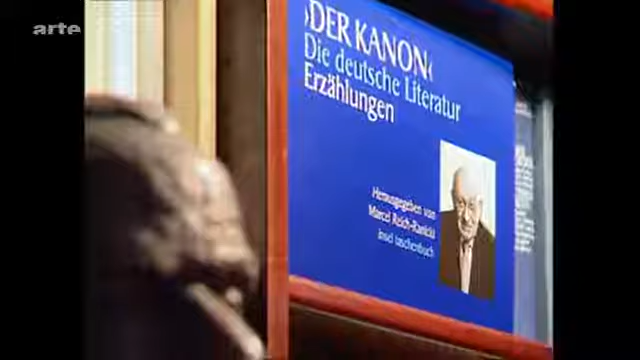 arte
›DER KANON‹
Die deutsche Literatur
Erzählungen
Herausgegeben von
Marcel Reich-Ranicki
insel taschenbuch